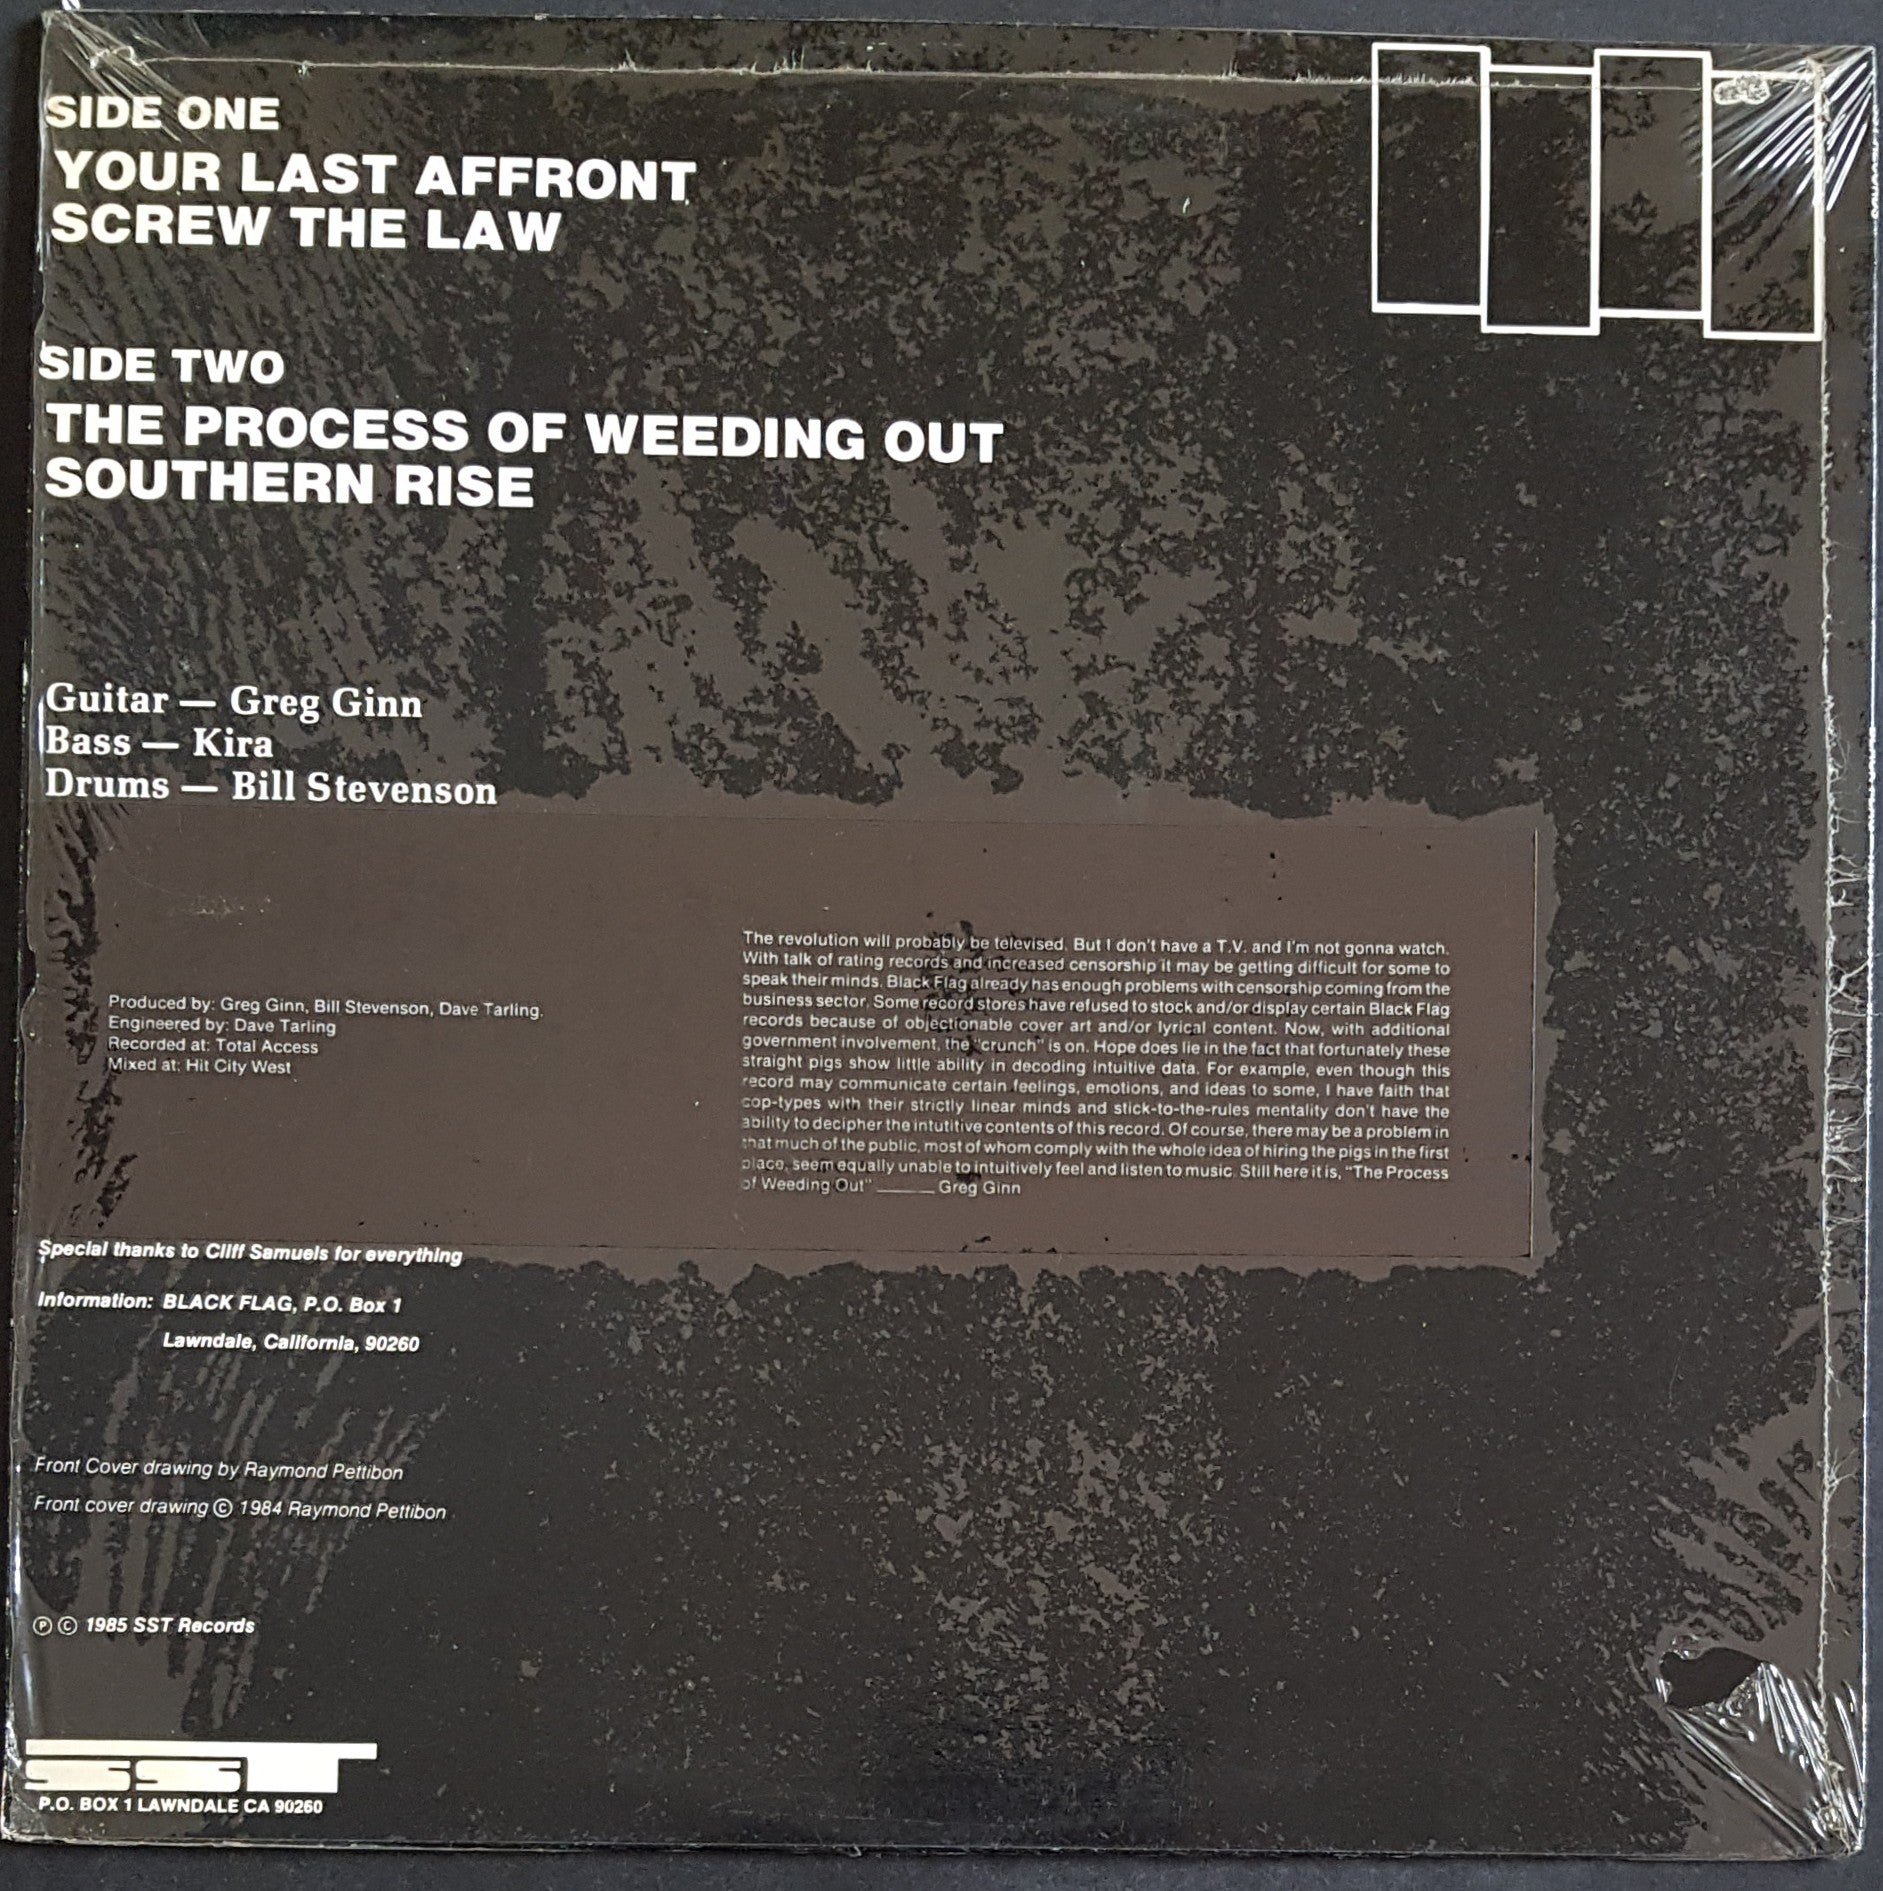 SIDE ONE
YOUR LAST AFFRONT
SCREW THE LAW
SIDE TWO
THE PROCESS OF WEEDING OUT
SOUTHERN RISE
Guitar — Greg Ginn
Bass — Kira
Drums — Bill Stevenson
Produced by: Greg Ginn, Bill Stevenson, Dave Tarling.
Engineered by: Dave Tarling
Recorded at: Total Access
Mixed at: Hit City West
The revolution will probably be televised. But I don't have a T.V. and I'm not gonna watch.
With talk of rating records and increased censorship it may be getting difficult for some to
speak their minds. Black Flag already has enough problems with censorship coming from the
business sector. Some record stores have refused to stock and/or display certain Black Flag
records because of objectionable cover art and/or lyrical content. Now, with additional
government involvement, the "crunch" is on. Hope does lie in the fact that fortunately these
straight pigs show little ability in decoding intuitive data. For example, even though this
record may communicate certain feelings, emotions, and ideas to some, I have faith that
cop-types with their strictly linear minds and stick-to-the-rules mentality don't have the
ability to decipher the intutitive contents of this record. Of course, there may be a problem in
that much of the public, most of whom comply with the whole idea of hiring the pigs in the first
place, seem equally unable to intuitively feel and listen to music. Still here it is, "The Process
of Weeding Out" ______ Greg Ginn
Special thanks to Cliff Samuels for everything
Information: BLACK FLAG, P.O. Box 1
Lawndale, California, 90260
Front Cover drawing by Raymond Pettibon
Front cover drawing © 1984 Raymond Pettibon
℗ © 1985 SST Records
SST
P.O. BOX 1 LAWNDALE CA 90260